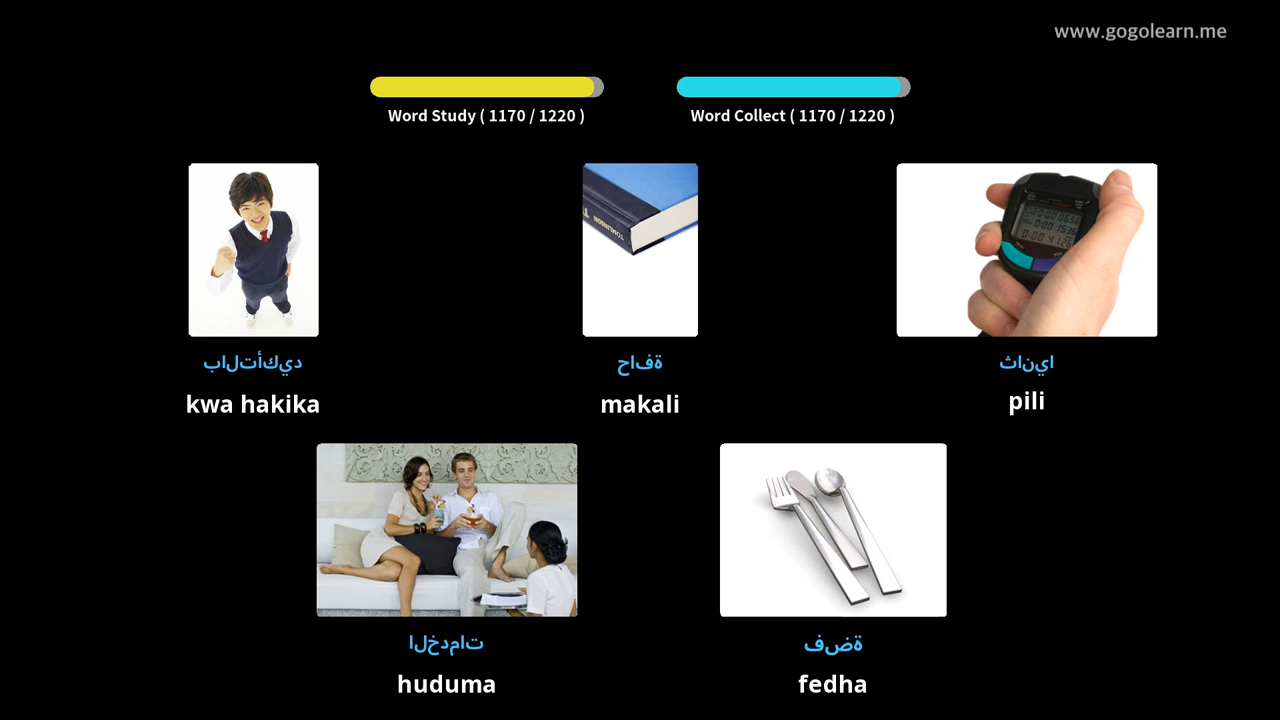 www.gogolearn.me
Word Study ( 1170 / 1220 )
Word Collect ( 1170 / 1220 )
TOMLINSON
بالتأكيد
kwa hakika
حافة
makali
ثانيا
pili
الخدمات
huduma
فضة
fedha